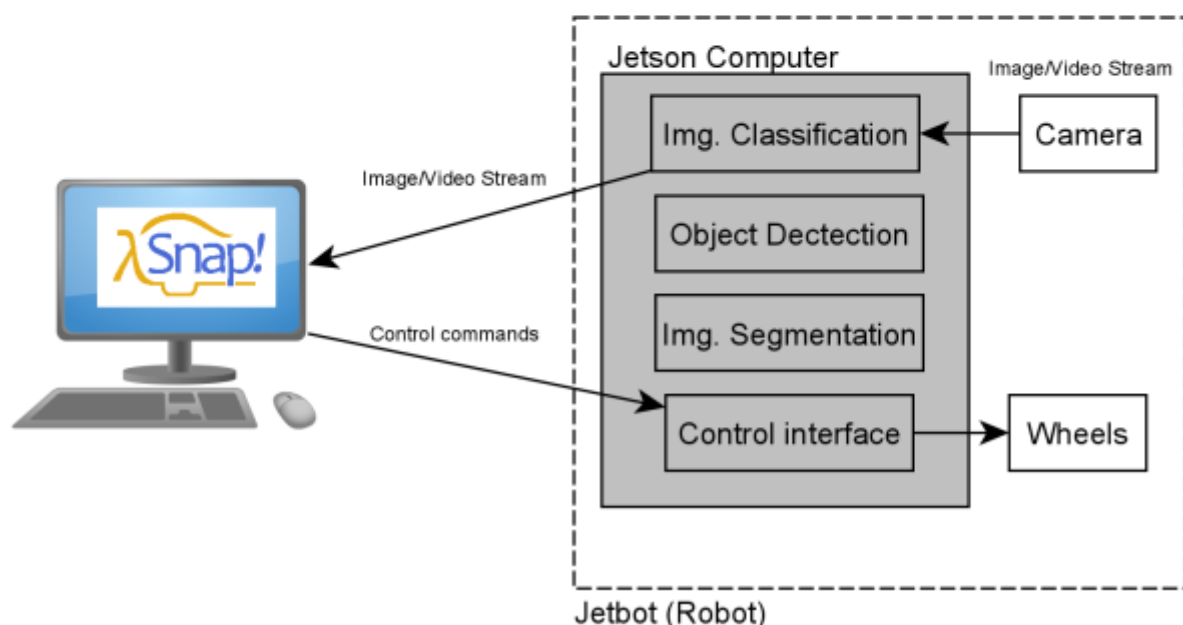 Jetson Computer
Image/Video Stream
Img. Classification
Camera
Image/Video Stream
λSnap!
Object Dectection
Img. Segmentation
Control commands
Control interface
Wheels
Jetbot (Robot)